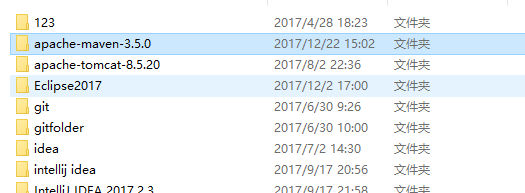 123 2017/4/28 18:23 文件夹
apache-maven-3.5.0 2017/12/22 15:02 文件夹
apache-tomcat-8.5.20 2017/8/2 22:36 文件夹
Eclipse2017 2017/12/2 17:00 文件夹
git 2017/6/30 9:26 文件夹
gitfolder 2017/6/30 10:00 文件夹
idea 2017/7/2 14:30 文件夹
intellij idea 2017/9/17 20:56 文件夹
IntelliJ IDEA 2017.2.3 2017/9/17 21:58 文件夹